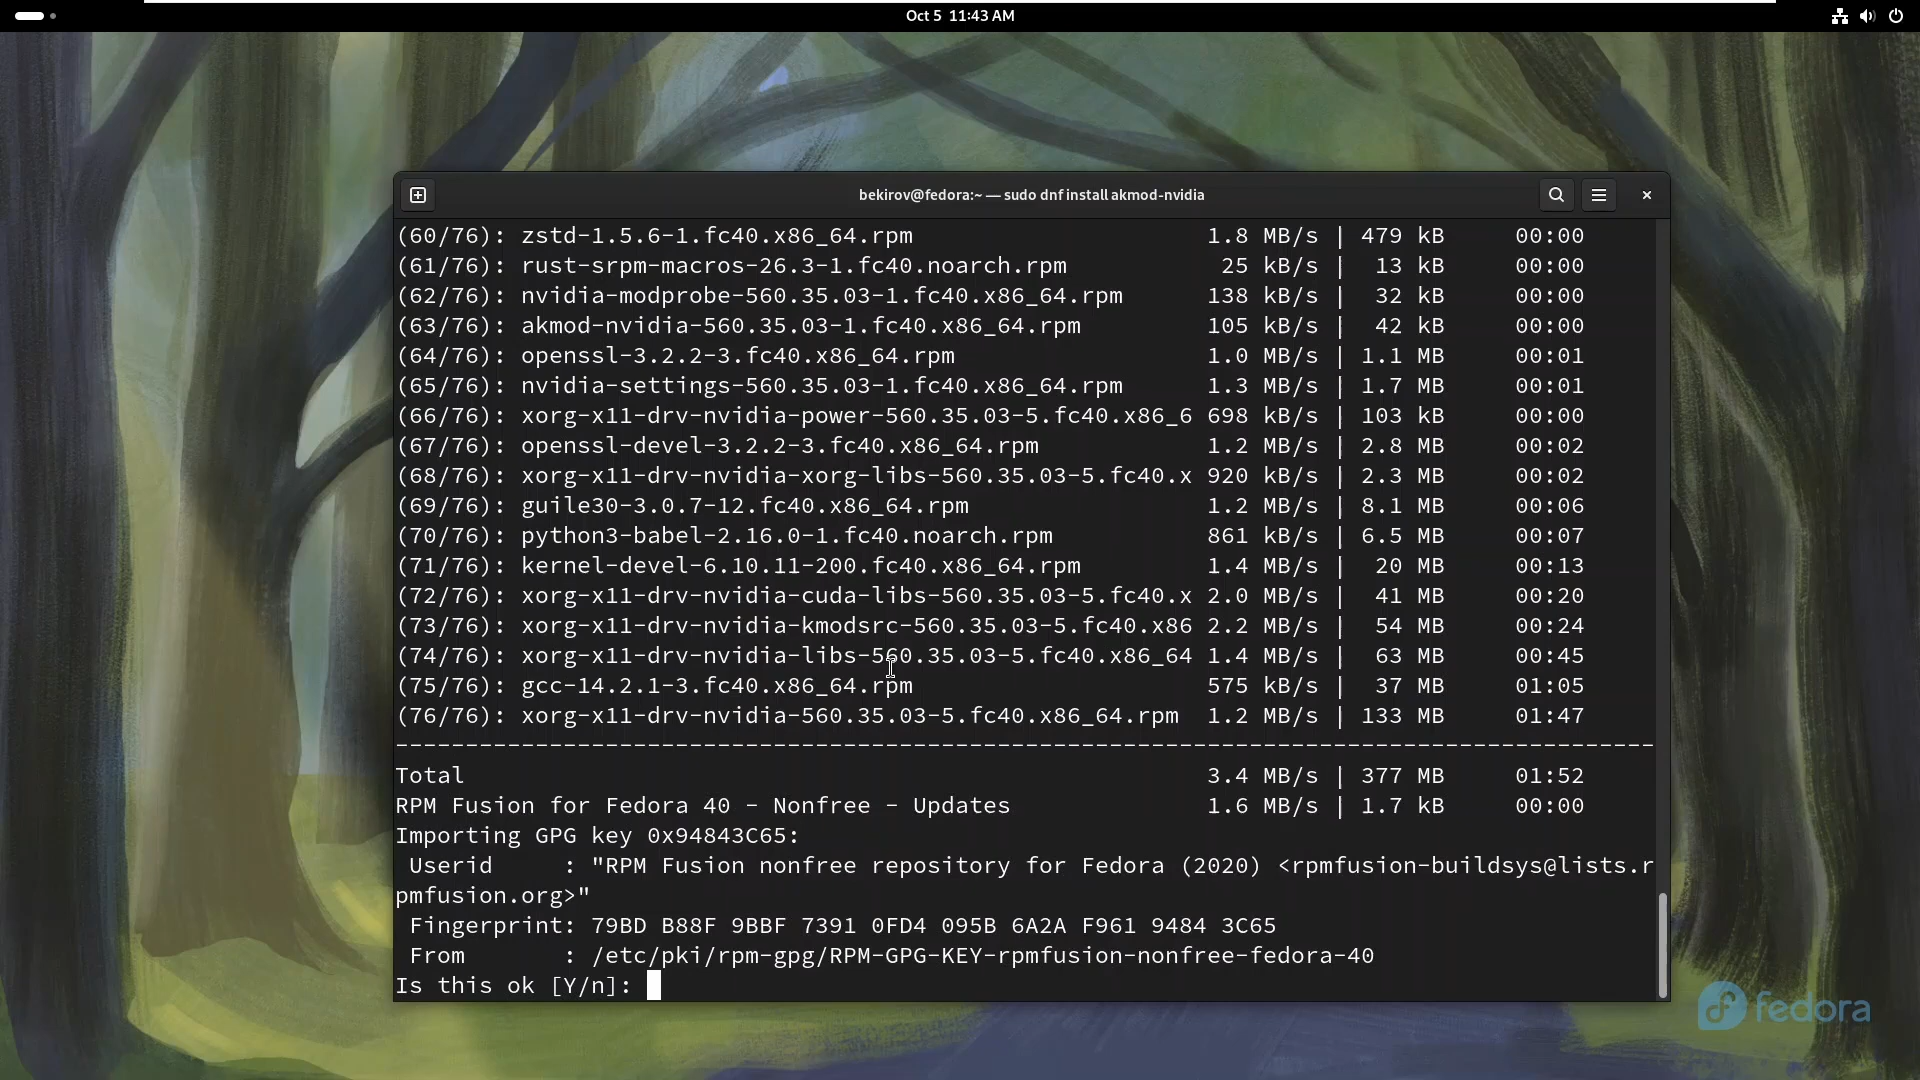 Oct 5 11:43 AM
bekirov@fedora:~ — sudo dnf install akmod-nvidia
(60/76): zstd-1.5.6-1.fc40.x86_64.rpm 1.8 MB/s | 479 kB 00:00
(61/76): rust-srpm-macros-26.3-1.fc40.noarch.rpm 25 kB/s | 13 kB 00:00
(62/76): nvidia-modprobe-560.35.03-1.fc40.x86_64.rpm 138 kB/s | 32 kB 00:00
(63/76): akmod-nvidia-560.35.03-1.fc40.x86_64.rpm 105 kB/s | 42 kB 00:00
(64/76): openssl-3.2.2-3.fc40.x86_64.rpm 1.0 MB/s | 1.1 MB 00:01
(65/76): nvidia-settings-560.35.03-1.fc40.x86_64.rpm 1.3 MB/s | 1.7 MB 00:01
(66/76): xorg-x11-drv-nvidia-power-560.35.03-5.fc40.x86_6 698 kB/s | 103 kB 00:00
(67/76): openssl-devel-3.2.2-3.fc40.x86_64.rpm 1.2 MB/s | 2.8 MB 00:02
(68/76): xorg-x11-drv-nvidia-xorg-libs-560.35.03-5.fc40.x 920 kB/s | 2.3 MB 00:02
(69/76): guile30-3.0.7-12.fc40.x86_64.rpm 1.2 MB/s | 8.1 MB 00:06
(70/76): python3-babel-2.16.0-1.fc40.noarch.rpm 861 kB/s | 6.5 MB 00:07
(71/76): kernel-devel-6.10.11-200.fc40.x86_64.rpm 1.4 MB/s | 20 MB 00:13
(72/76): xorg-x11-drv-nvidia-cuda-libs-560.35.03-5.fc40.x 2.0 MB/s | 41 MB 00:20
(73/76): xorg-x11-drv-nvidia-kmodsrc-560.35.03-5.fc40.x86 2.2 MB/s | 54 MB 00:24
(74/76): xorg-x11-drv-nvidia-libs-560.35.03-5.fc40.x86_64 1.4 MB/s | 63 MB 00:45
(75/76): gcc-14.2.1-3.fc40.x86_64.rpm 575 kB/s | 37 MB 01:05
(76/76): xorg-x11-drv-nvidia-560.35.03-5.fc40.x86_64.rpm 1.2 MB/s | 133 MB 01:47
------------------------------------------------------------------------------------------
Total 3.4 MB/s | 377 MB 01:52
RPM Fusion for Fedora 40 - Nonfree - Updates 1.6 MB/s | 1.7 kB 00:00
Importing GPG key 0x94843C65:
Userid : "RPM Fusion nonfree repository for Fedora (2020) <rpmfusion-buildsys@lists.r
pmfusion.org>"
Fingerprint: 79BD B88F 9BBF 7391 0FD4 095B 6A2A F961 9484 3C65
From : /etc/pki/rpm-gpg/RPM-GPG-KEY-rpmfusion-nonfree-fedora-40
Is this ok [Y/n]:
fedora